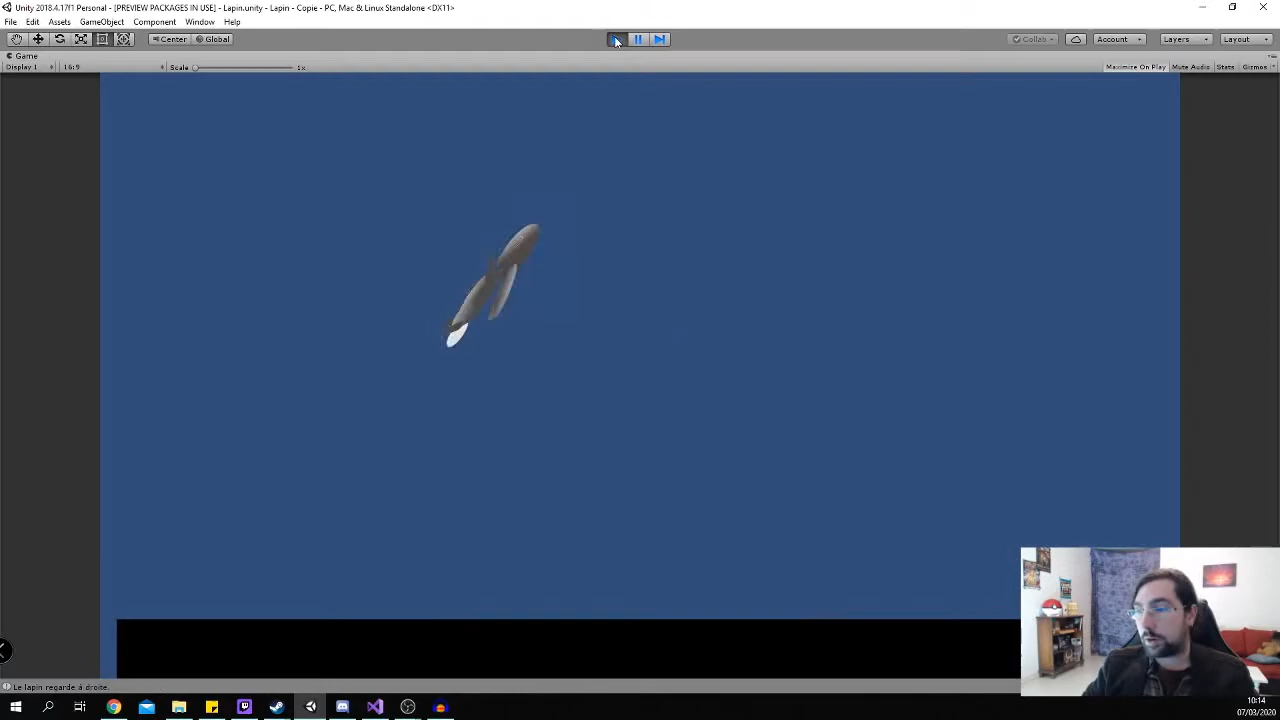 Unity 2018.4.17f1 Personal - [PREVIEW PACKAGES IN USE] - Lapin.unity - Lapin - Copie - PC, Mac & Linux Standalone <DX11>
File Edit Assets GameObject Component Window Help
Center Global Collab Account Layers Layout
Game
Display 1 16:9 Scale 1x Maximize On Play Mute Audio Stats Gizmos
Le lapin regarde à droite.
10:14
07/03/2020